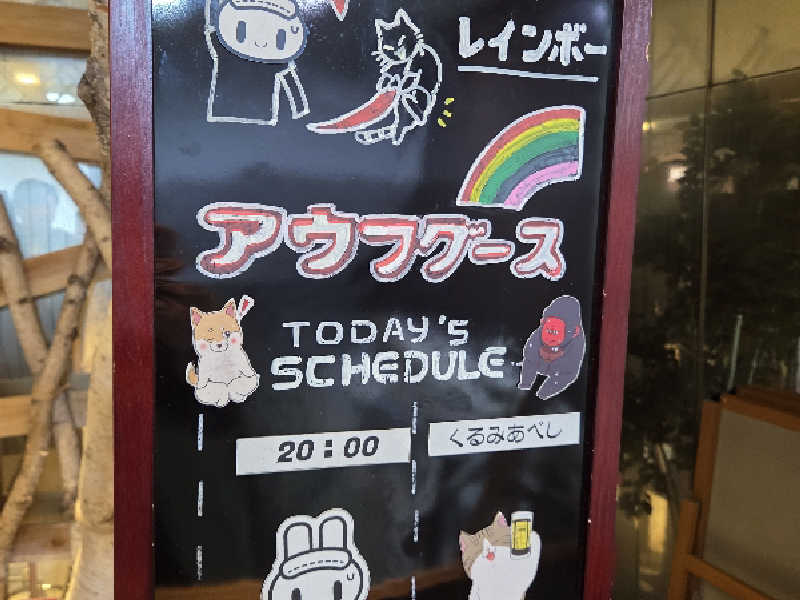 レインボー
アウフグース
TODAY's
SCHEDULE
20:00
くるみあべし